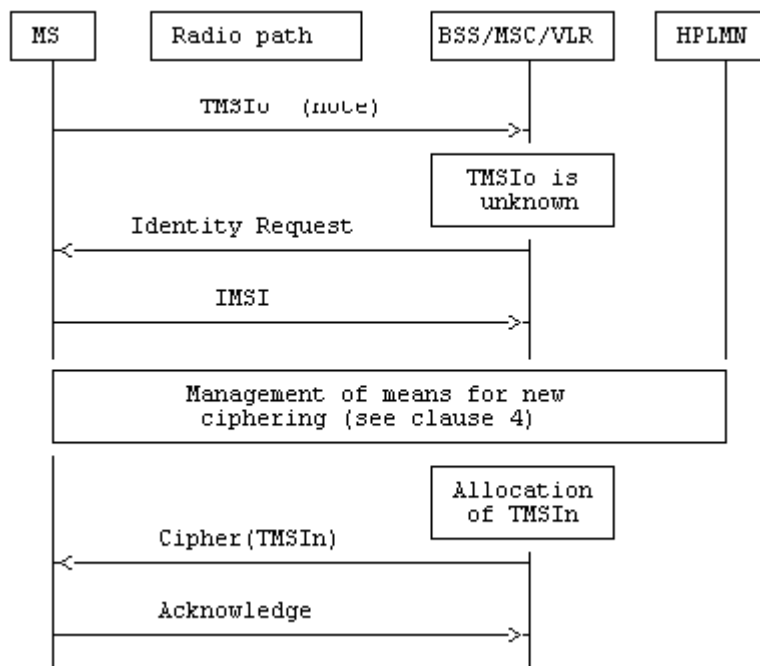 MS
Radio path
BSS/MSC/VLR
HPLMN
TMSIo (note)
TMSIo is
unknown
Identity Request
IMSI
Management of means for new
ciphering (see clause 4)
Allocation
of TMSIn
Cipher(TMSIn)
Acknowledge